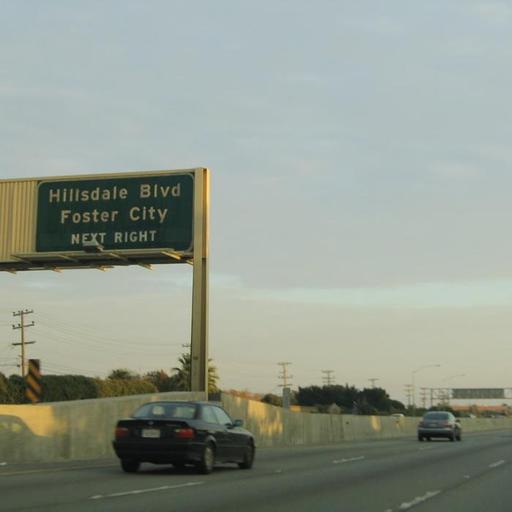 Hillsdale Blvd
Foster City
NEXT RIGHT